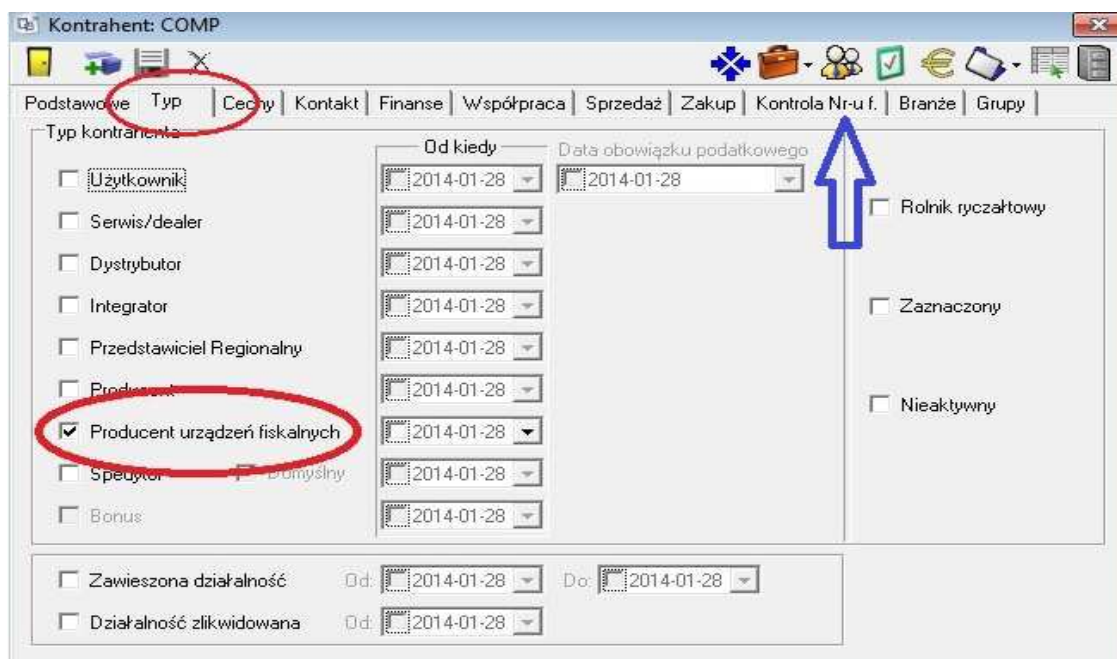 Kontrahent: COMP
Podstawowe Typ Cechy Kontakt Finanse Współpraca Sprzedaż Zakup Kontrola Nr-u f. Branże Grupy
Typ kontrahenta
Od kiedy Data obowiązku podatkowego
Użytkownik 2014-01-28 2014-01-28
Rolnik ryczałtowy
Serwis/dealer 2014-01-28
Dystrybutor 2014-01-28
Integrator 2014-01-28 Zaznaczony
Przedstawiciel Regionalny 2014-01-28
Producent 2014-01-28
Nieaktywny
Producent urządzeń fiskalnych 2014-01-28
Spedytor Domyślny 2014-01-28
Bonus 2014-01-28
Zawieszona działalność Od: 2014-01-28 Do: 2014-01-28
Działalność zlikwidowana Od: 2014-01-28